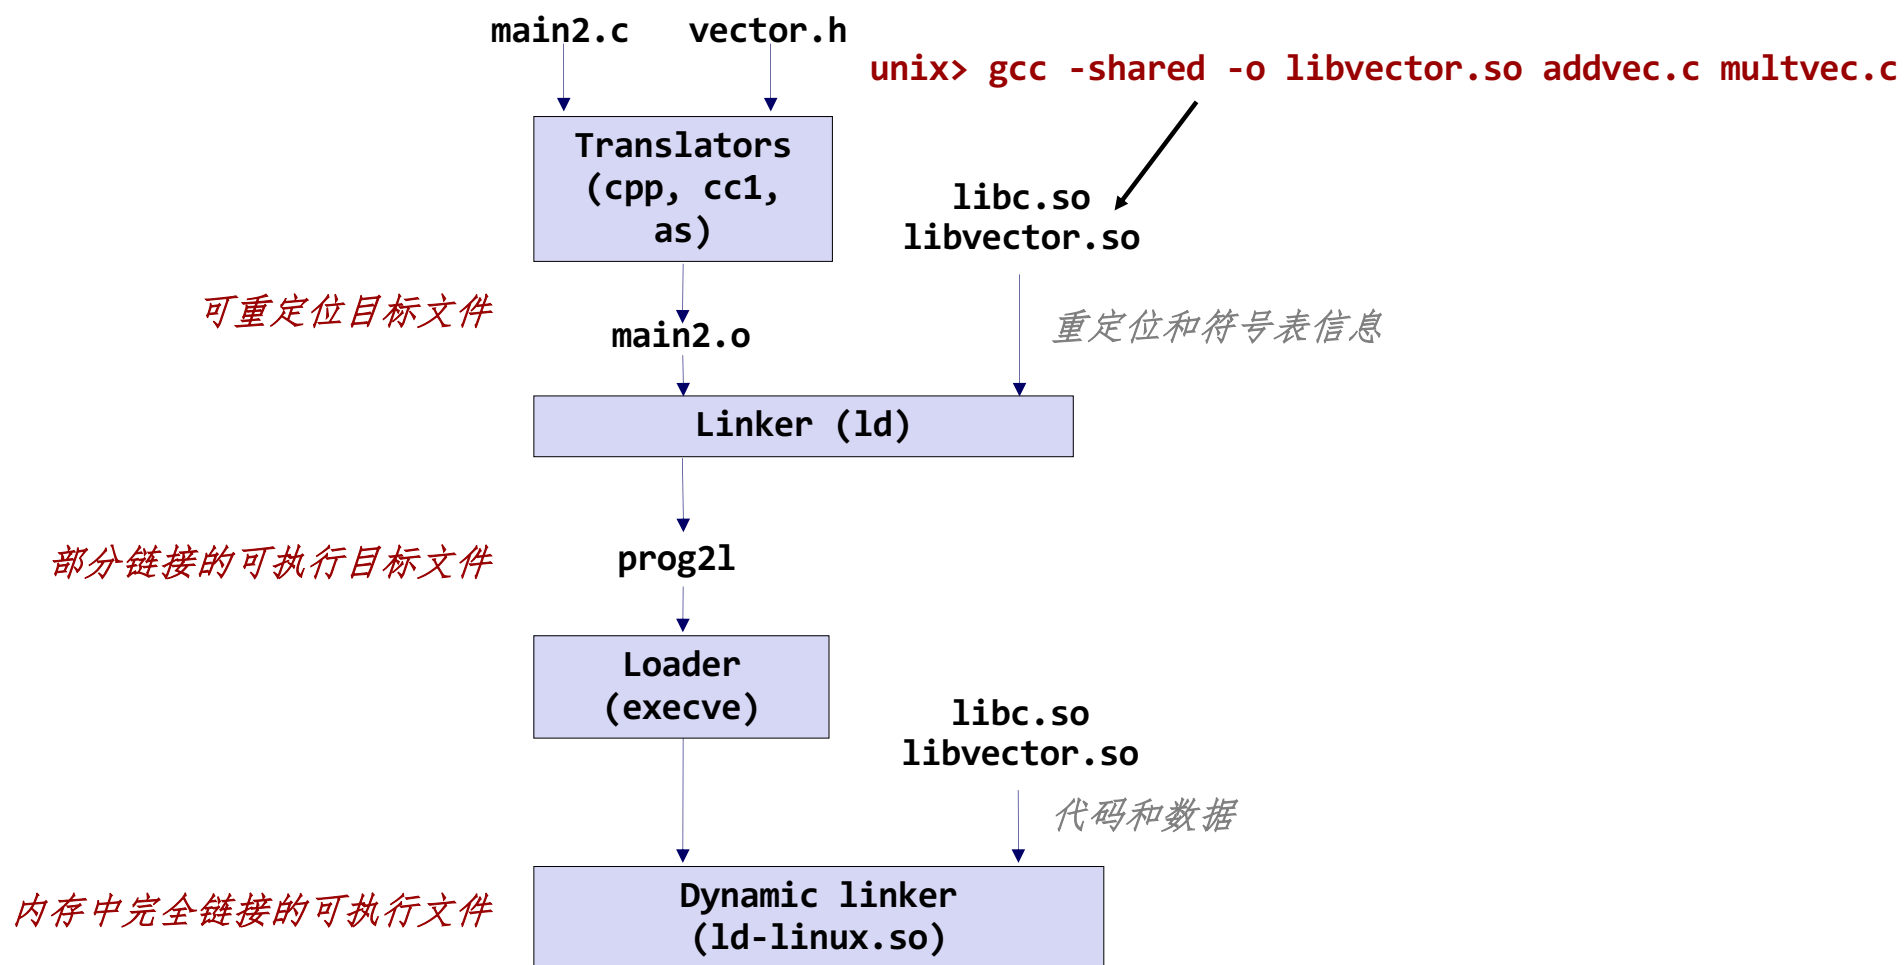 main2.c vector.h
unix> gcc -shared -o libvector.so addvec.c multvec.c
Translators
(cpp, cc1,
as)
libc.so
libvector.so
可重定位目标文件
main2.o
重定位和符号表信息
Linker (ld)
部分链接的可执行目标文件
prog2l
Loader
(execve)
libc.so
libvector.so
代码和数据
内存中完全链接的可执行文件
Dynamic linker
(ld-linux.so)